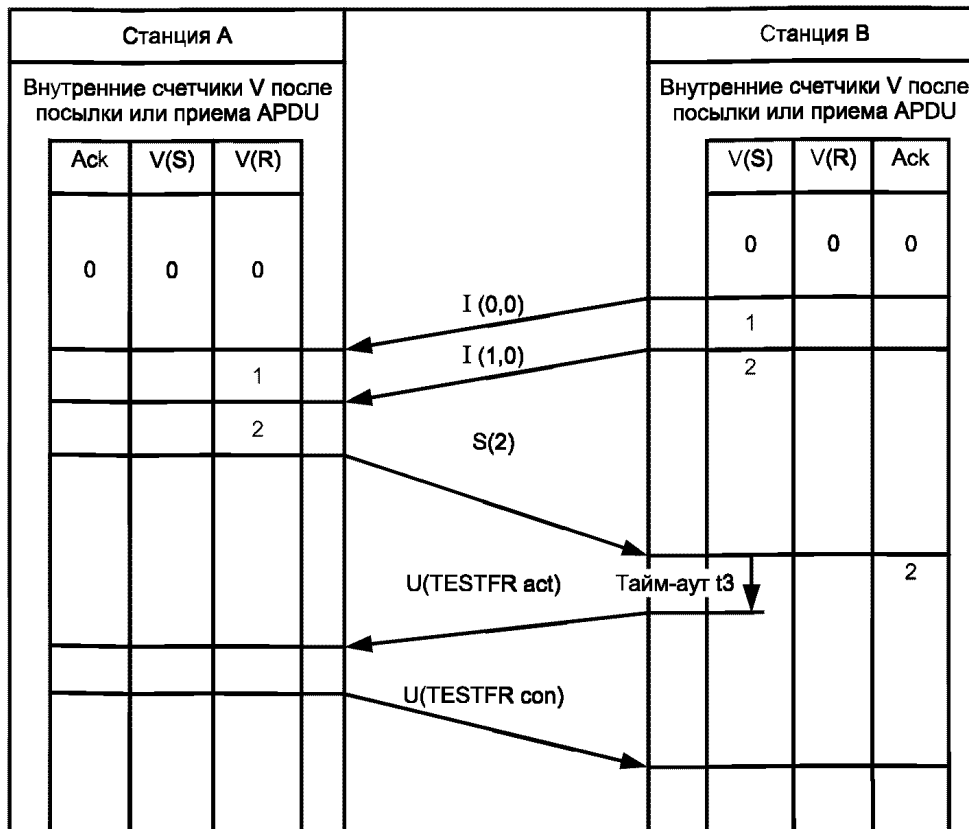 Станция А
Станция В
Внутренние счетчики V после
посылки или приема APDU
Внутренние счетчики V после
посылки или приема APDU
Ack V(S) V(R)
V(S) V(R) Ack
0 0 0
0 0 0
I (0,0)
1
I (1,0)
1
2
2
S(2)
2
U(TESTFR act)
Тайм-аут t3
U(TESTFR con)